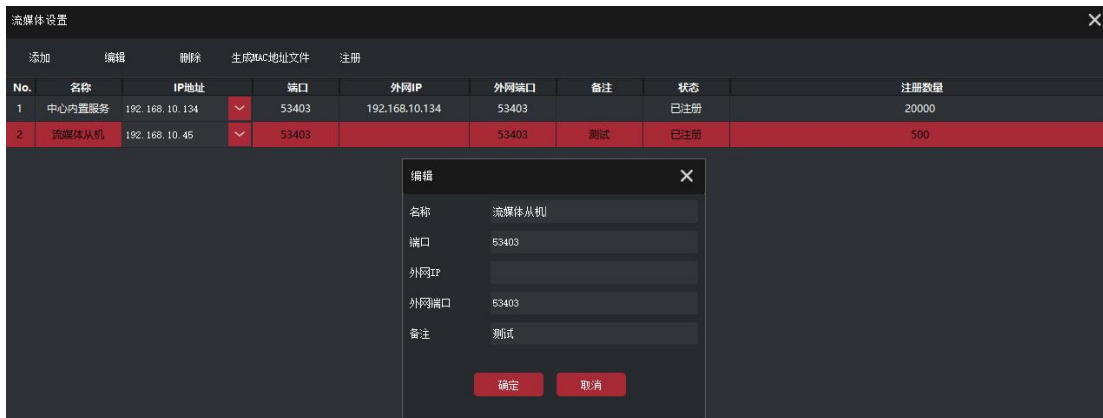 流媒体设置
添加 编辑 删除 生成MAC地址文件 注册
No. 名称 IP地址 端口 外网IP 外网端口 备注 状态 注册数量
1 中心内置服务 192.168.10.134 53403 192.168.10.134 53403 已注册 20000
2 流媒体从机 192.168.10.45 53403 53403 测试 已注册 500
编辑
名称 流媒体从机
端口 53403
外网IP
外网端口 53403
备注 测试
确定 取消